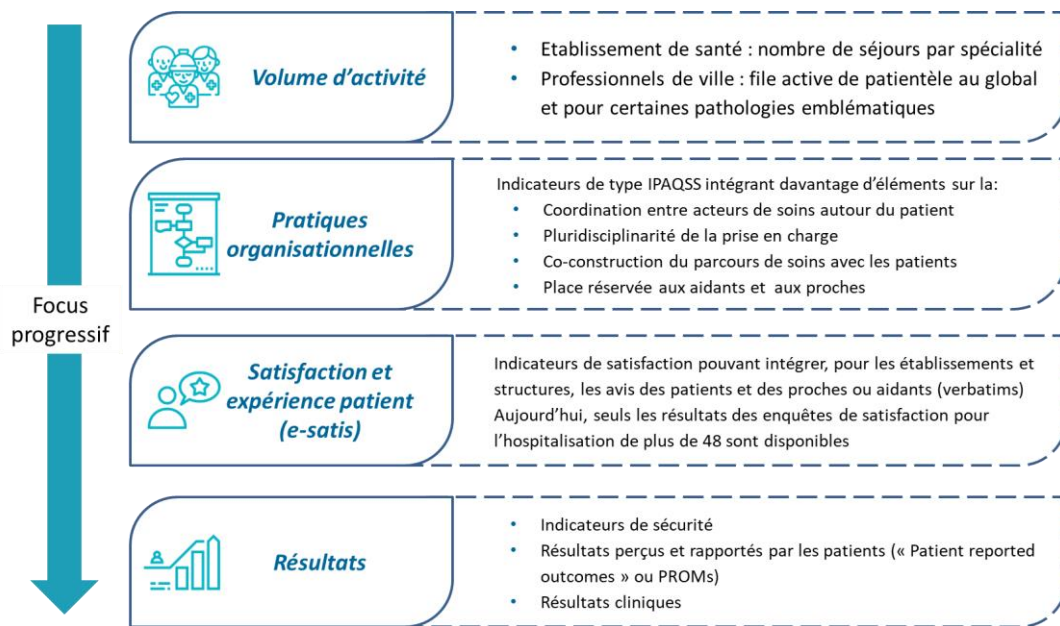 Focus
progressif
Volume d’activité
• Etablissement de santé : nombre de séjours par spécialité
• Professionnels de ville : file active de patientèle au global
et pour certaines pathologies emblématiques
Pratiques
organisationnelles
Indicateurs de type IPAQSS intégrant davantage d’éléments sur la:
• Coordination entre acteurs de soins autour du patient
• Pluridisciplinarité de la prise en charge
• Co-construction du parcours de soins avec les patients
• Place réservée aux aidants et aux proches
Satisfaction et
expérience patient
(e-satis)
Indicateurs de satisfaction pouvant intégrer, pour les établissements et
structures, les avis des patients et des proches ou aidants (verbatims)
Aujourd’hui, seuls les résultats des enquêtes de satisfaction pour
l’hospitalisation de plus de 48 sont disponibles
Résultats
• Indicateurs de sécurité
• Résultats perçus et rapportés par les patients (« Patient reported
outcomes » ou PROMs)
• Résultats cliniques